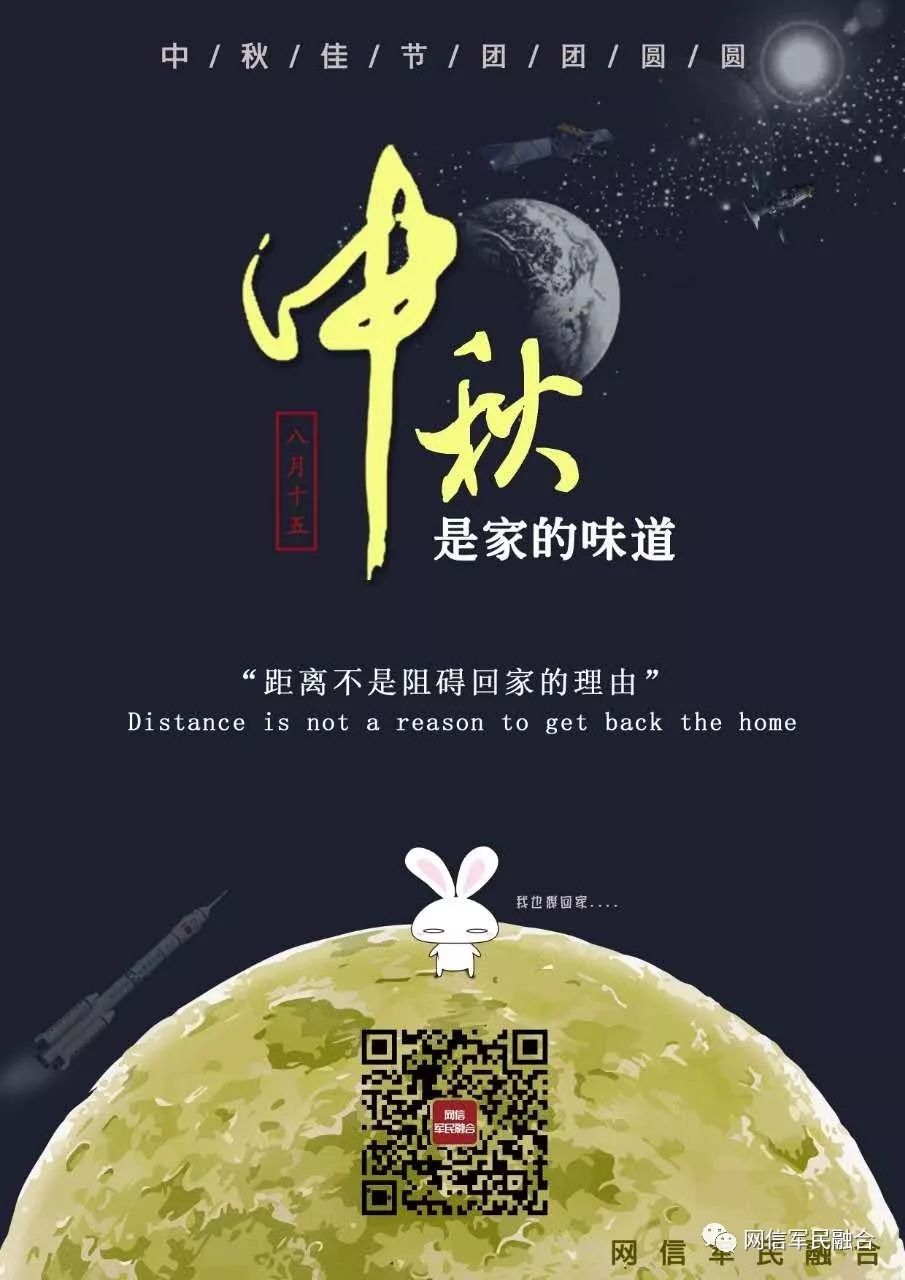 中/秋/佳/节/团/团/圆/圆
中秋
八月十五
是家的味道
“距离不是阻碍回家的理由”
Distance is not a reason to get back the home
我也想回家....
网信
军民融合
网信军民融合
网信军民融合